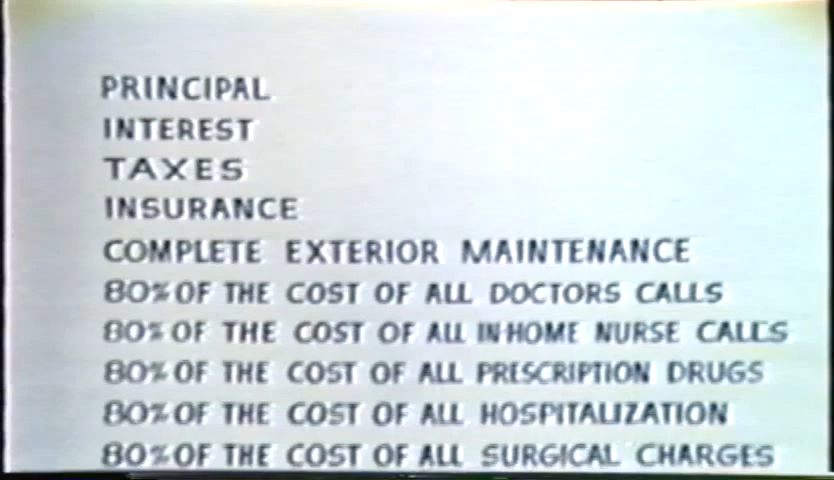 PRINCIPAL
INTEREST
TAXES
INSURANCE
COMPLETE EXTERIOR MAINTENANCE
80% OF THE COST OF ALL DOCTORS CALLS
80% OF THE COST OF ALL IN-HOME NURSE CALLS
80% OF THE COST OF ALL PRESCRIPTION DRUGS
80% OF THE COST OF ALL HOSPITALIZATION
80% OF THE COST OF ALL SURGICAL CHARGES